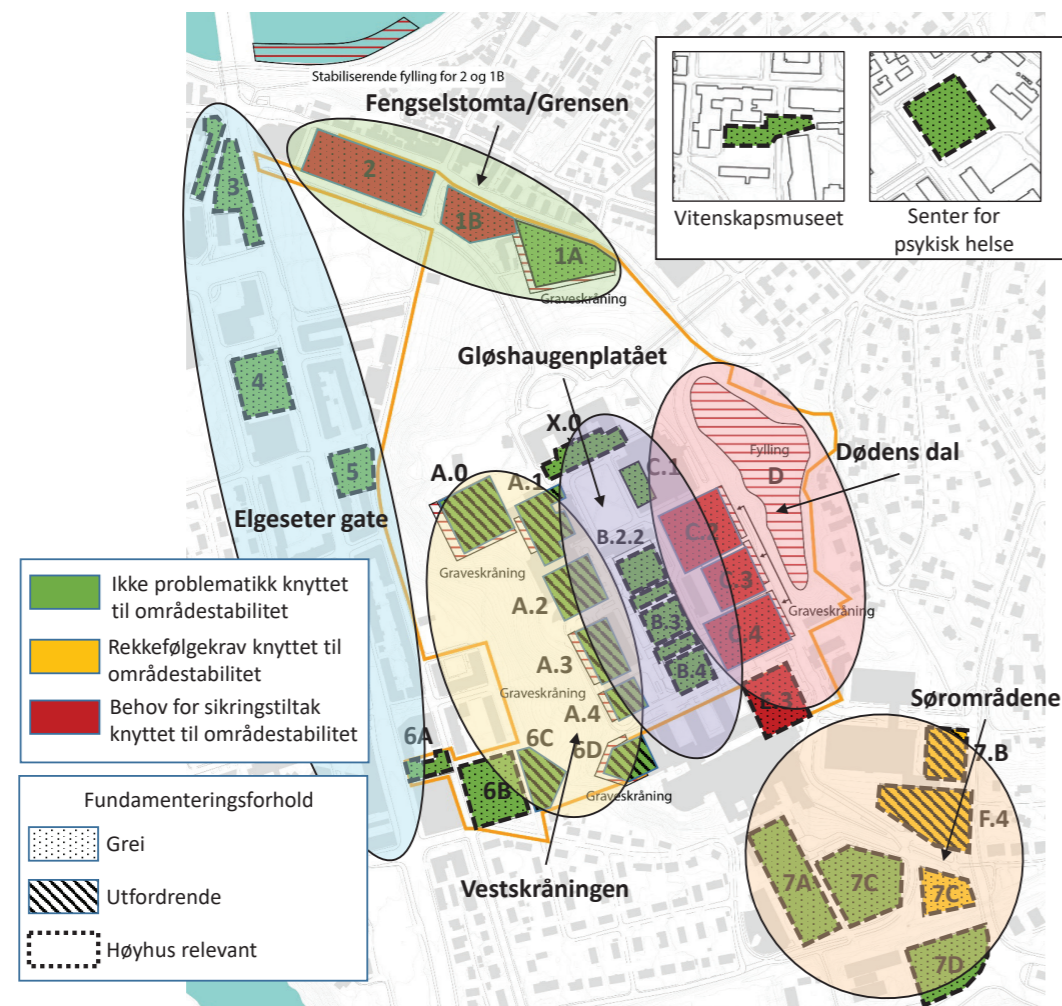 Stabiliserende fylling for 2 og 1B
Fengselstomta/Grensen
Vitenskapsmuseet
Senter for
psykisk helse
2
3
1B
1A
Graveskråning
Gløshaugenplatået
4
X.0
C.1
Fylling
D
Dødens dal
A.0
A.1
5
Elgeseter gate
B.2.2
C.2
Graveskråning
A.2
C.3
Graveskråning
B.3
C.4
A.3
Graveskråning
B.4
A.4
E.3
Sørområdene
6A
6C
6D
7.B
6B
Graveskråning
F.4
Vestskråningen
7A
7C
7C
7D
Ikke problematikk knyttet
til områdestabilitet
Rekkefølgekrav knyttet til
områdestabilitet
Behov for sikringstiltak
knyttet til områdestabilitet
Fundamenteringsforhold
Grei
Utfordrende
Høyhus relevant